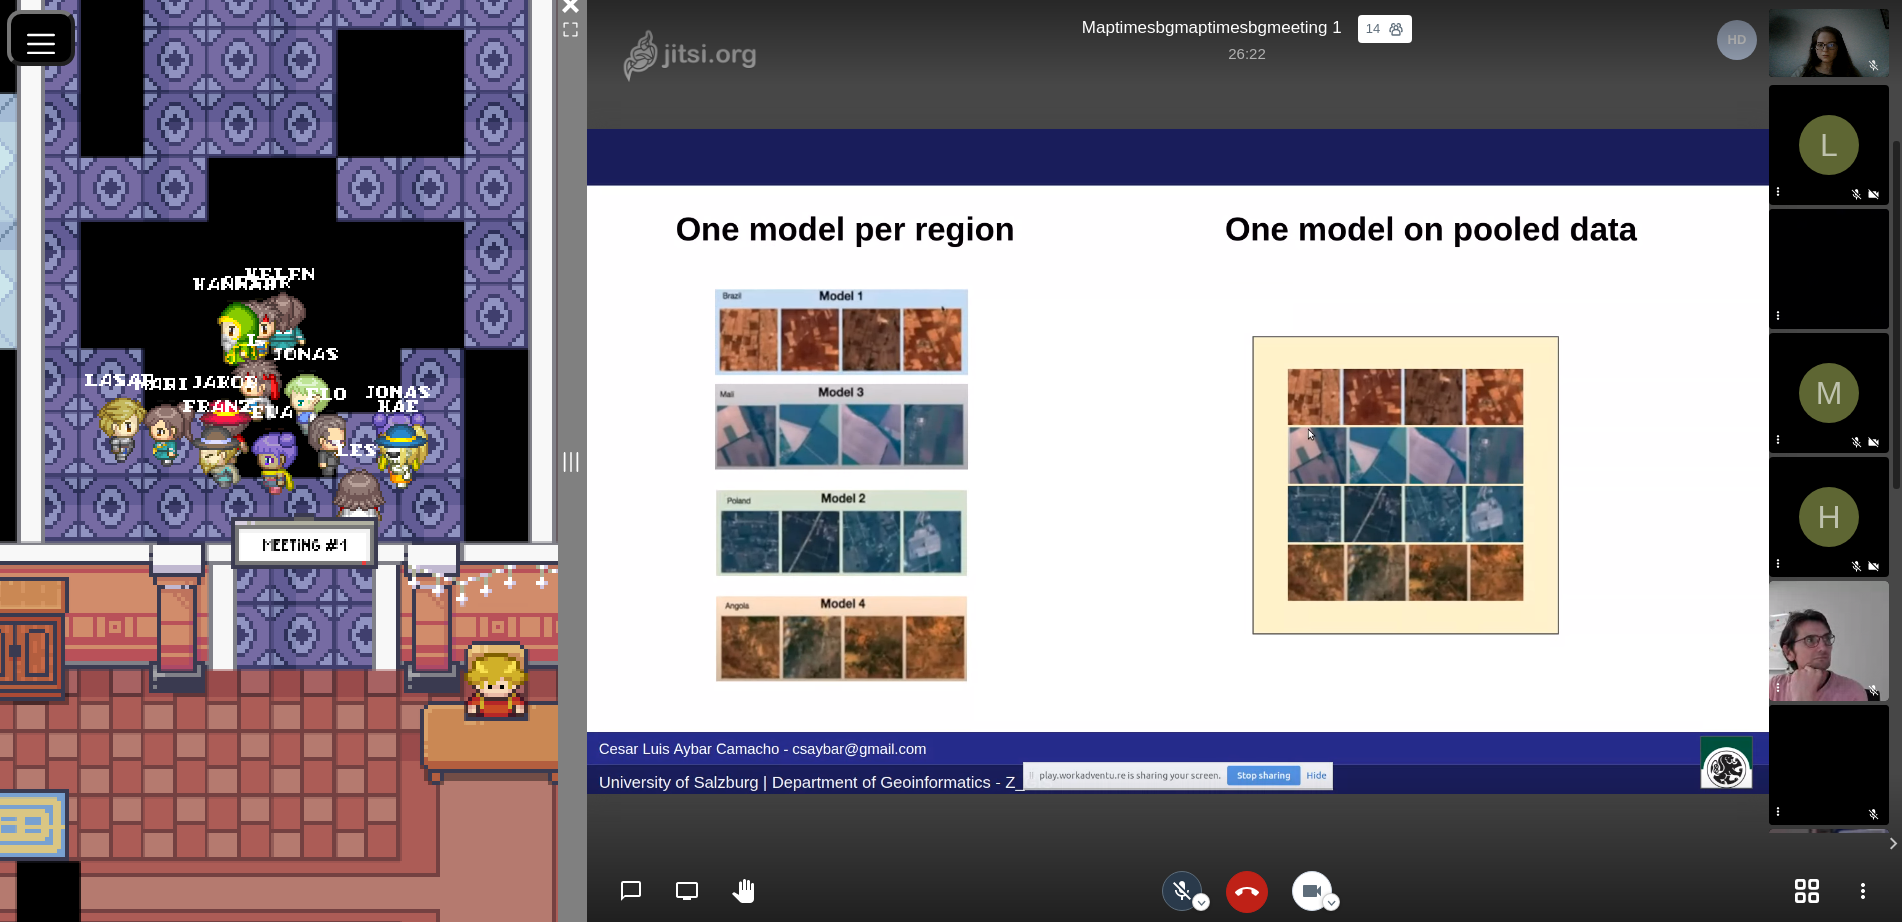 HELEN
HANNAH
JONAS
LASAR
MARI
JAKOB
FLO
JONAS
FRANZ
HAE
LES
MEETING #1
jitsi.org
Maptimesbgmaptimesbgmeeting 1
14
26:22
HD
One model per region
One model on pooled data
Brazil
Model 1
Mali
Model 3
Poland
Model 2
Angola
Model 4
Cesar Luis Aybar Camacho - csaybar@gmail.com
University of Salzburg | Department of Geoinformatics - Z_
play.workadventu.re is sharing your screen.
Stop sharing
Hide
L
M
H